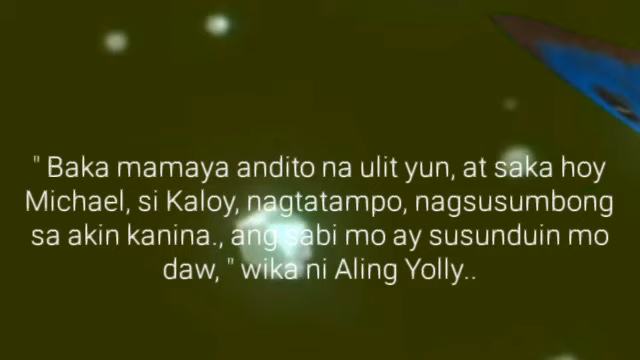 " Baka mamaya andito na ulit yun, at saka hoy
Michael, si Kaloy, nagtatampo, nagsusumbong
sa akin kanina., ang sabi mo ay susunduin mo
daw, " wika ni Aling Yolly..